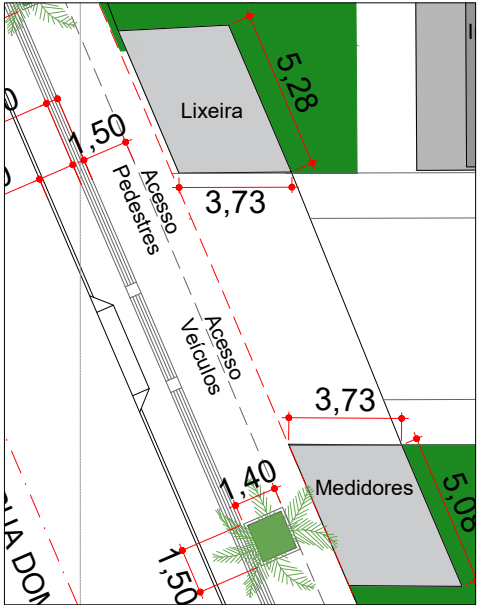 5,28
Lixeira
1,50
3,73
Acesso
Pedestres
Acesso
Veículos
3,73
1,40
Medidores
5,08
1,50